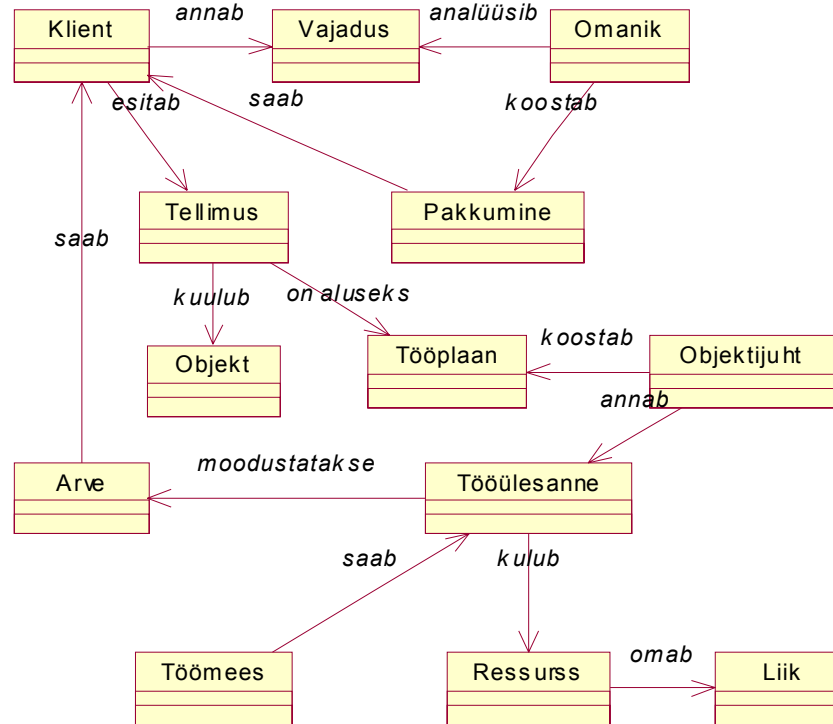 annab
analüüsib
Klient
Vajadus
Omanik
esitab
saab
koostab
Tellimus
Pakkumine
saab
kuulub
on aluseks
koostab
Objekt
Tööplaan
Objektijuht
annab
moodustatakse
Arve
Tööülesanne
saab
kulub
omab
Töömees
Ressurss
Liik